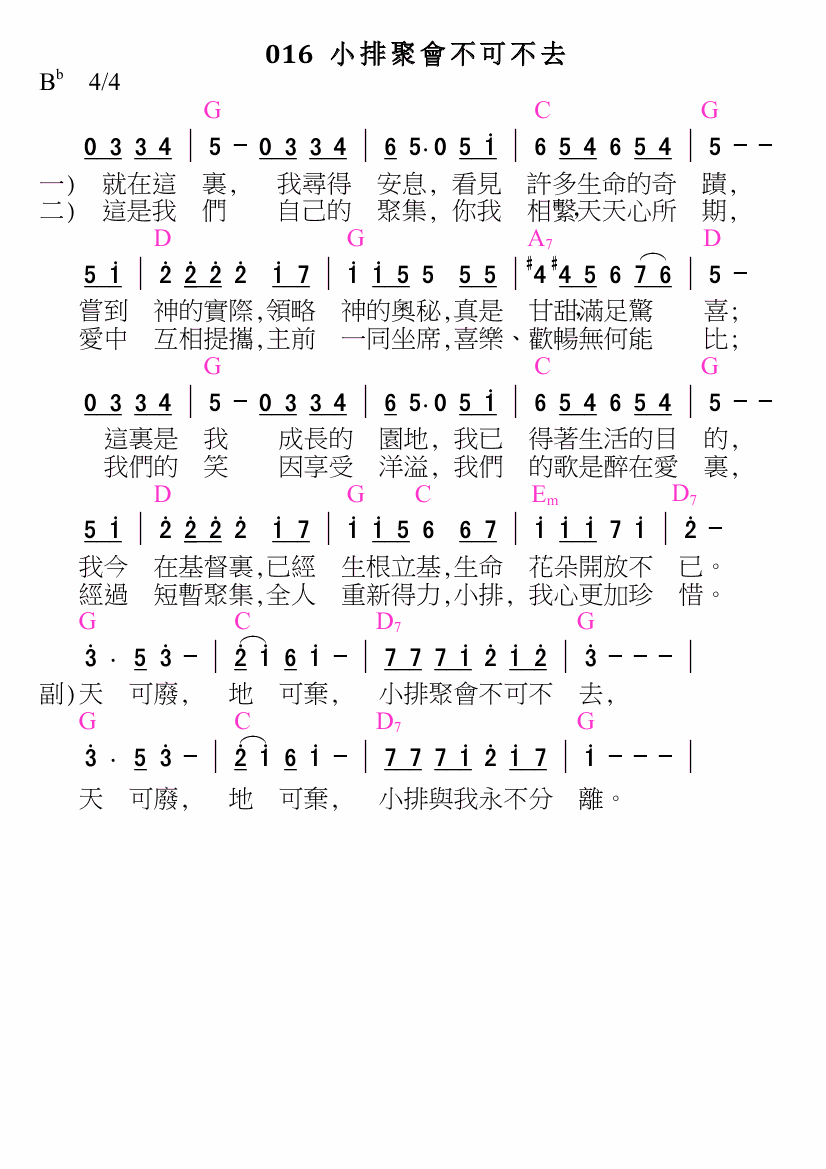 016 小排聚會不可不去
Bb 4/4
G C G
0 3 3 4 | 5 - 0 3 3 4 | 6 5· 0 5 i | 6 5 4 6 5 4 | 5 - -
一) 就在這 裏, 我尋得 安息, 看見 許多生命的奇 蹟,
二) 這是我 們 自己的 聚集, 你我 相繫,天天心所 期,
D G A7 D
5 i | 2̇ 2̇ 2̇ 2̇ i 7 | i i 5 5 5 5 | #4 #4 5 6 7 6 | 5 -
嘗到 神的實際,領略 神的奧秘,真是 甘甜,滿足驚 喜;
愛中 互相提攜,主前 一同坐席,喜樂、歡暢無何能 比;
G C G
0 3 3 4 | 5 - 0 3 3 4 | 6 5· 0 5 i | 6 5 4 6 5 4 | 5 - -
這裏是 我 成長的 園地, 我已 得著生活的目 的,
我們的 笑 因享受 洋溢, 我們 的歌是醉在愛 裏,
D G C Em D7
5 i | 2̇ 2̇ 2̇ 2̇ i 7 | i i 5 6 6 7 | i i i 7 i | 2̇ -
我今 在基督裏,已經 生根立基,生命 花朵開放不 已。
經過 短暫聚集,全人 重新得力,小排, 我心更加珍 惜。
G C D7 G
3̇ · 5 3̇ - | 2̇ i 6 i - | 7 7 7 i 2̇ i 2̇ | 3̇ - - - |
副)天 可廢, 地 可棄, 小排聚會不可不 去,
G C D7 G
3̇ · 5 3̇ - | 2̇ i 6 i - | 7 7 7 i 2̇ i 7 | i - - - |
天 可廢, 地 可棄, 小排與我永不分 離。